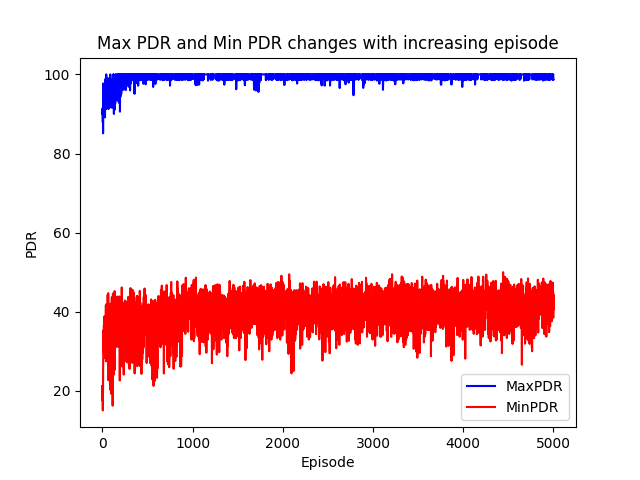 Max PDR and Min PDR changes with increasing episode
100
80
60
40
20
PDR
0 1000 2000 3000 4000 5000
Episode
MaxPDR
MinPDR